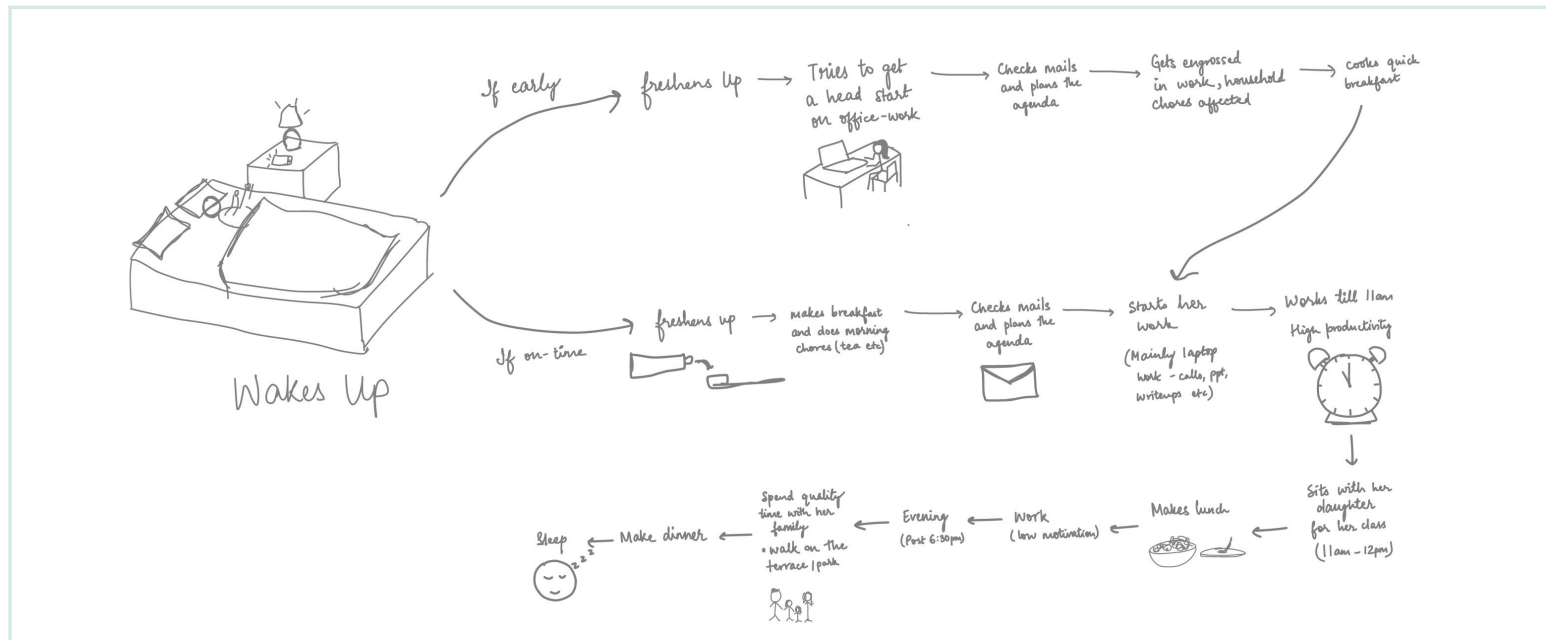 Wakes Up
If early
freshens Up
Tries to get
a head start
on office-work
Checks mails
and plans the
agenda
Gets engrossed
in work, household
chores affected
cooks quick
breakfast
If on-time
freshens up
makes breakfast
and does morning
chores (tea etc)
Checks mails
and plans the
agenda
Starts her
work
(Mainly laptop
work - calls, ppt,
writeups etc)
Works till 11am
High productivity
Sits with her
daughter
for her class
(11am - 12pm)
Makes lunch
Work
(low motivation)
Evening
(Post 6:30pm)
Spend quality
time with her
family
• walk on the
terrace/park
Make dinner
Sleep
zzz